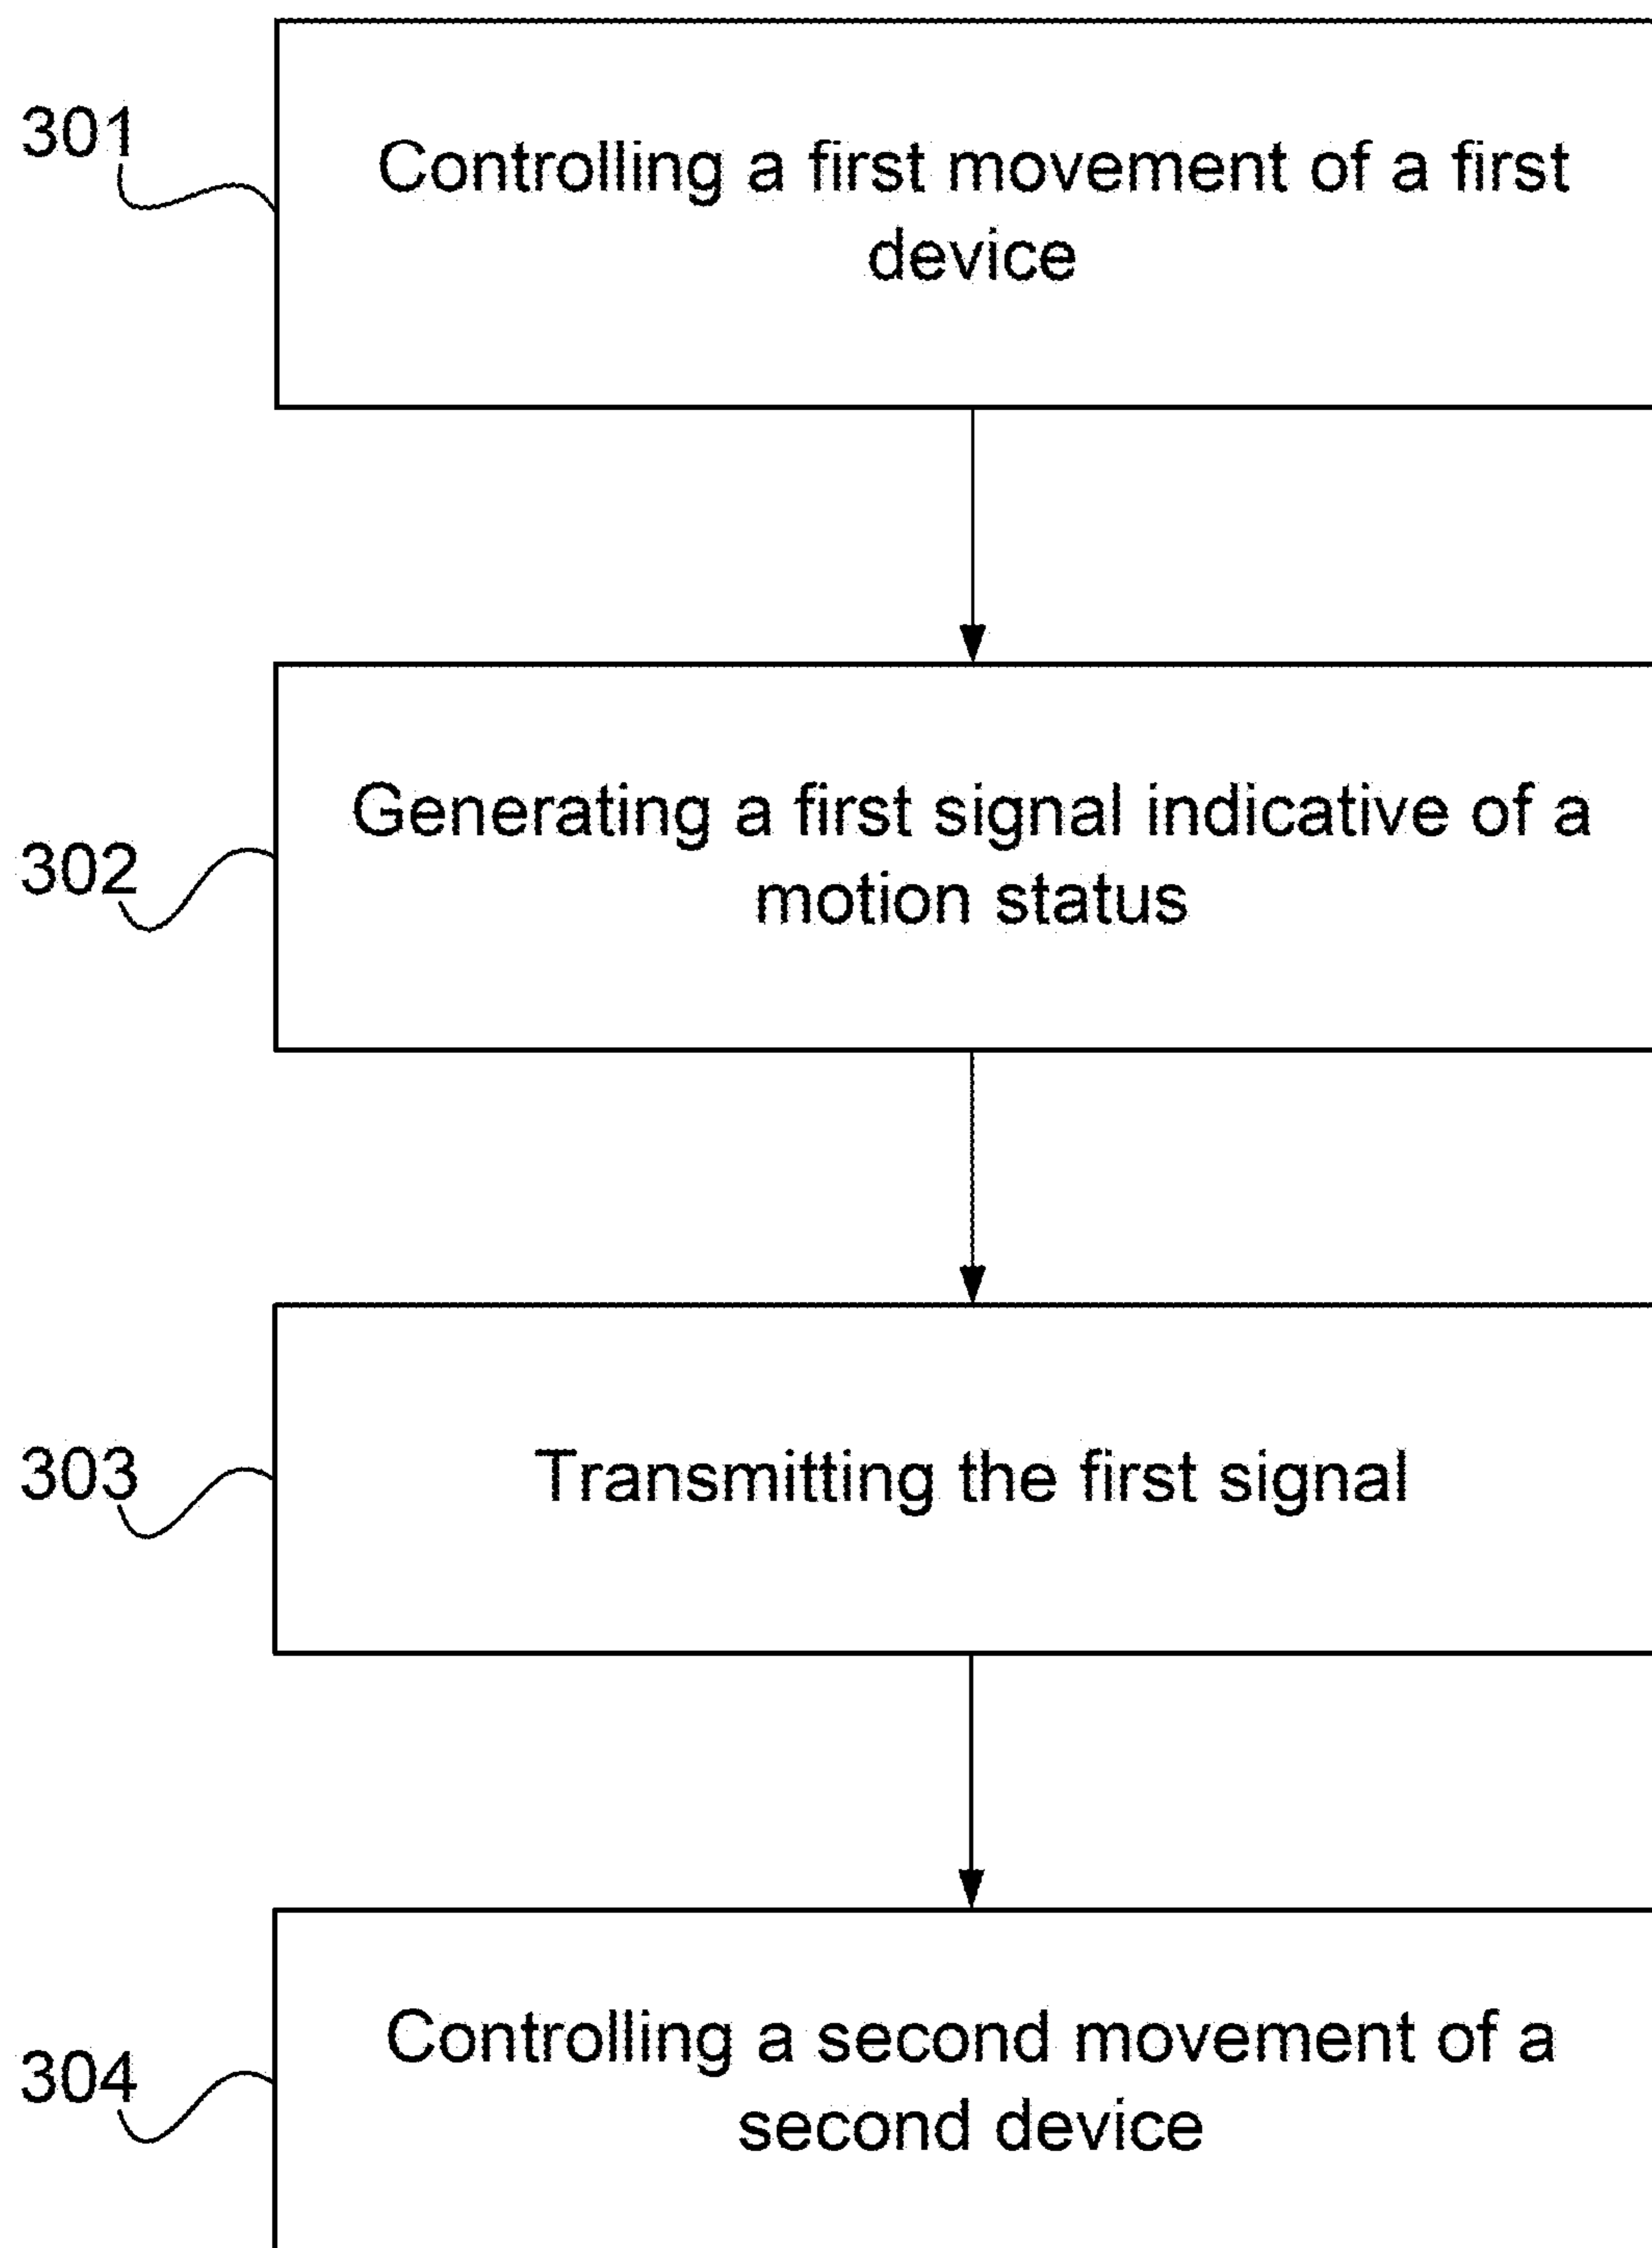 301
Controlling a first movement of a first
device
302
Generating a first signal indicative of a
motion status
303
Transmitting the first signal
304
Controlling a second movement of a
second device